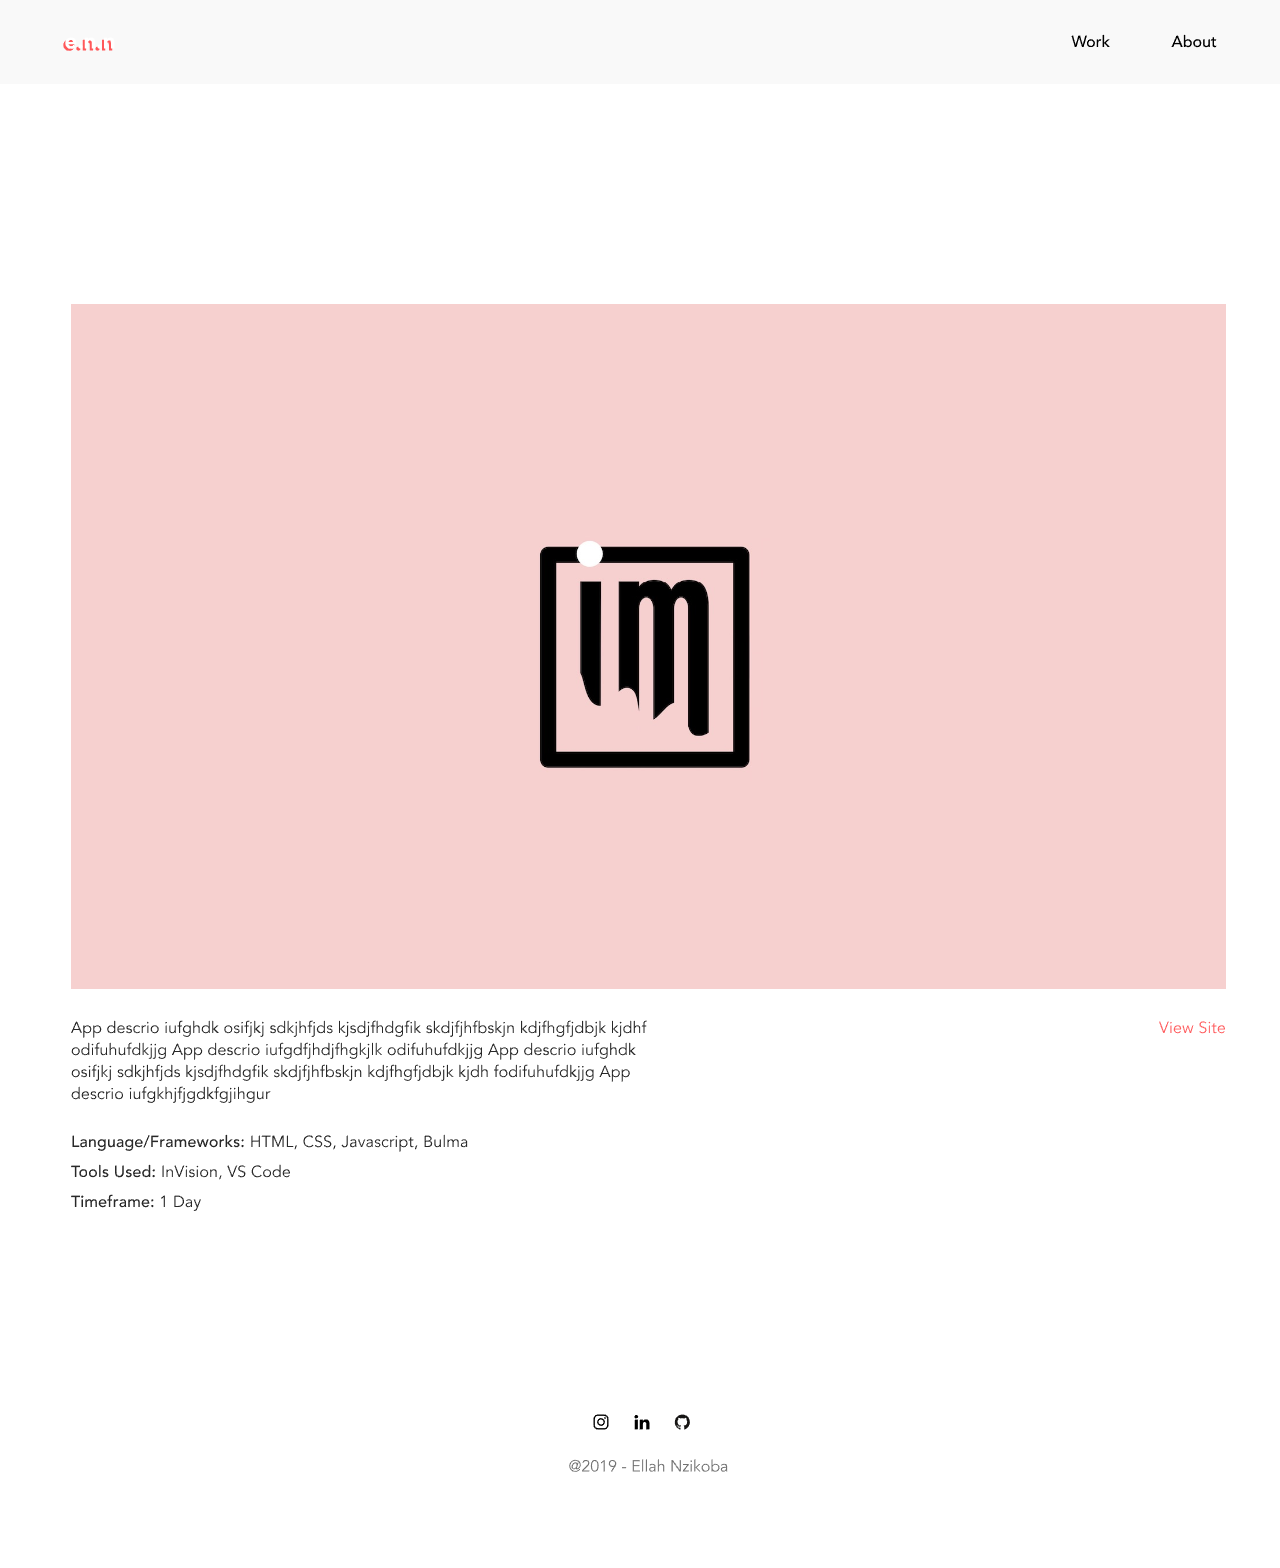 e.n.n
Work
About
im
App descrio iufghdk osifjkj sdkjhfjds kjsdjfhdgfik skdjfjhfbskjn kdjfhgfjdbjk kjdhf
odifuhufdkjjg App descrio iufgdfjhdjfhgkjlk odifuhufdkjjg App descrio iufghdk
osifjkj sdkjhfjds kjsdjfhdgfik skdjfjhfbskjn kdjfhgfjdbjk kjdh fodifuhufdkjjg App
descrio iufgkhjfjgdkfgjihgur
View Site
Language/Frameworks: HTML, CSS, Javascript, Bulma
Tools Used: InVision, VS Code
Timeframe: 1 Day
@2019 - Ellah Nzikoba